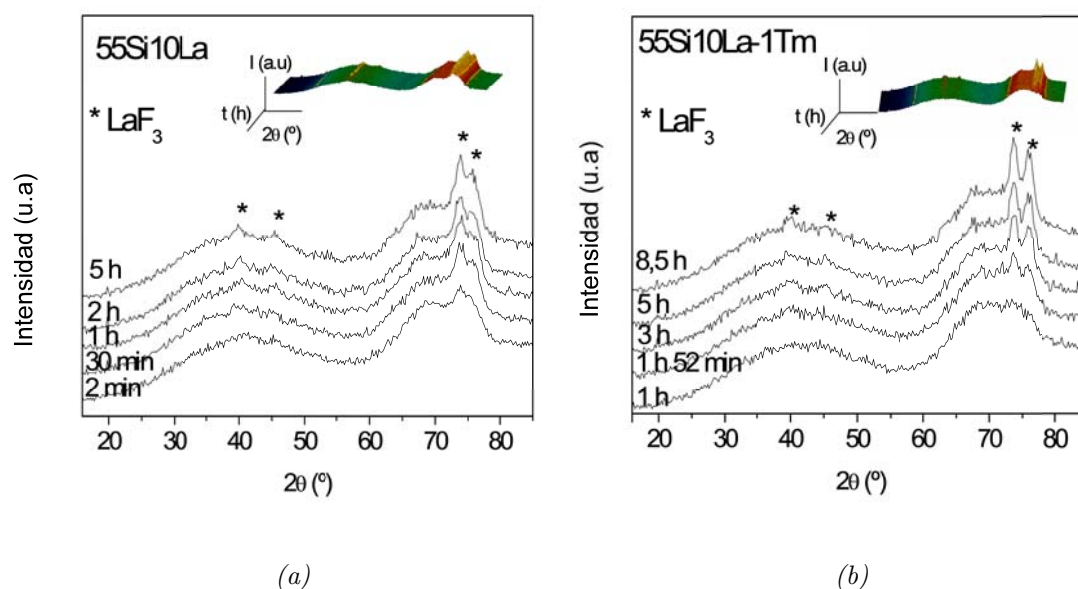 (a)
55Si10La
I (a.u)
t (h)
2θ (º)
* LaF3
* *
* *
Intensidad (u.a)
5 h
2 h
1 h
30 min
2 min
20 30 40 50 60 70 80
2θ (º)
(a)
(b)
55Si10La-1Tm
I (a.u)
t (h)
2θ (º)
* LaF3
* *
* *
Intensidad (u.a)
8,5 h
5 h
3 h
1 h 52 min
1 h
20 30 40 50 60 70 80
2θ (º)
(b)